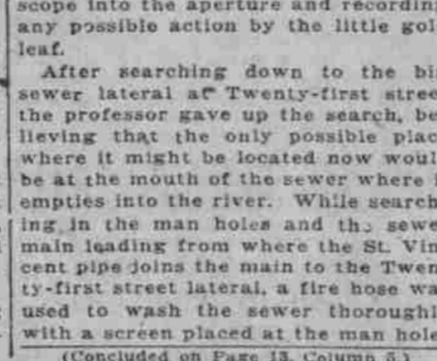 scope into the aperture and recordin
any possible action by the little gol
leaf.
After searching down to the bi
sewer lateral at Twenty-first stree
the professor gave up the search, be
lieving that the only possible plac
where it might be located now woul
be at the mouth of the sewer where i
empties into the river. While search
ing in the man holes and the sewe
main leading from where the St. Vin
cent pipe joins the main to the Twen
ty-first street lateral, a fire hose wa
used to wash the sewer thoroughl
with a screen placed at the man hole
(Concluded on Page 13, Column 5.)